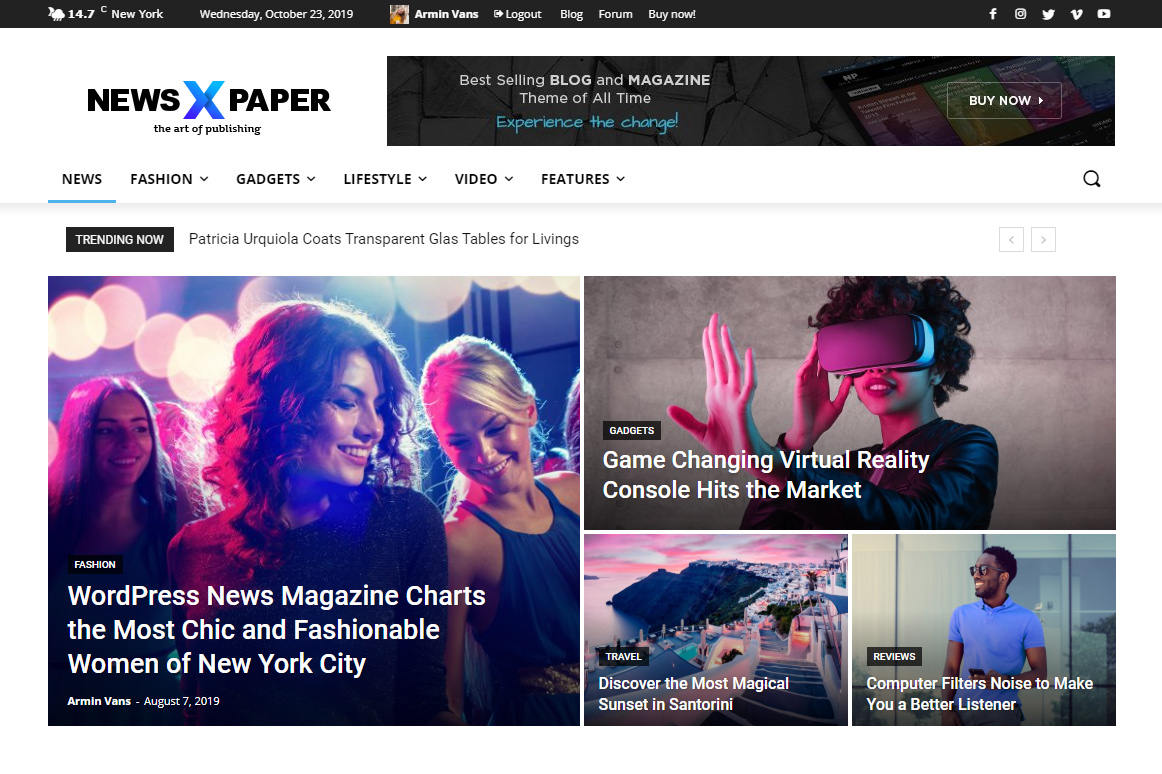 14.7 C New York
Wednesday, October 23, 2019
Armin Vans
Logout
Blog
Forum
Buy now!
NEWS X PAPER
the art of publishing
Best Selling BLOG and MAGAZINE
Theme of All Time
Experience the change!
NP
BUY NOW
NEWS
FASHION
GADGETS
LIFESTYLE
VIDEO
FEATURES
TRENDING NOW
Patricia Urquiola Coats Transparent Glas Tables for Livings
FASHION
WordPress News Magazine Charts
the Most Chic and Fashionable
Women of New York City
Armin Vans - August 7, 2019
GADGETS
Game Changing Virtual Reality
Console Hits the Market
TRAVEL
Discover the Most Magical
Sunset in Santorini
REVIEWS
Computer Filters Noise to Make
You a Better Listener